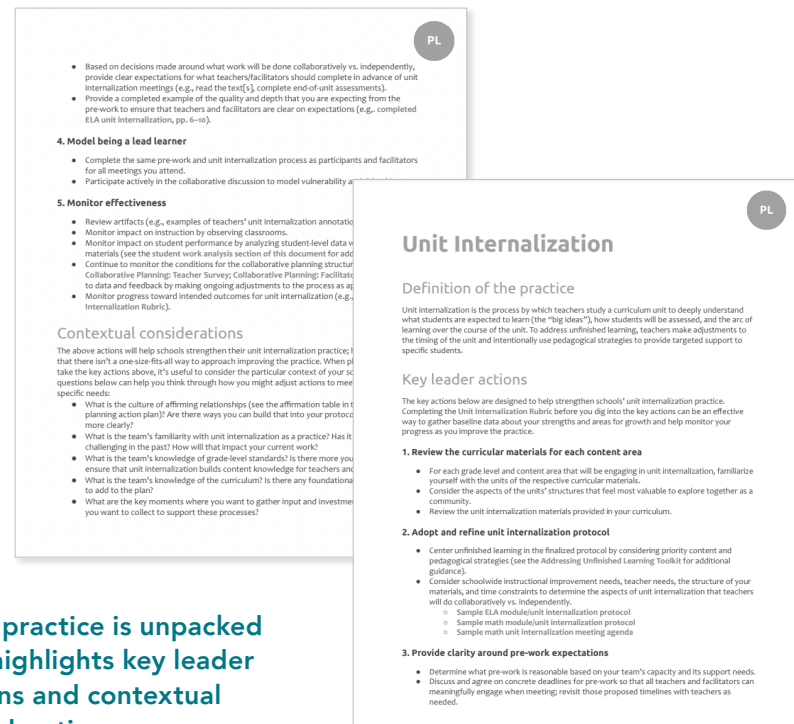 PL
● Based on decisions made around what work will be done collaboratively vs. independently,
provide clear expectations for what teachers/facilitators should complete in advance of unit
internalization meetings (e.g., read the text[s], complete end-of-unit assessments).
● Provide a completed example of the quality and depth that you are expecting from the
pre-work to ensure that teachers and facilitators are clear on expectations (e.g,. completed
ELA unit internalization, pp. 6–10).
4. Model being a lead learner
● Complete the same pre-work and unit internalization process as participants and facilitators
for all meetings you attend.
● Participate actively in the collaborative discussion to model vulnerability
5. Monitor effectiveness
● Review artifacts (e.g., examples of teachers' unit internalization
● Monitor impact on instruction by observing classrooms.
● Monitor impact on student performance by analyzing student-level data
materials (see the student work analysis section of this document for
● Continue to monitor the conditions for the collaborative planning
Collaborative Planning: Teacher Survey; Collaborative Planning:
to data and feedback by making ongoing adjustments to the process as
● Monitor progress toward intended outcomes for unit internalization (e.g.,
Internalization Rubric).
Contextual considerations
The above actions will help schools strengthen their unit internalization practice;
that there isn't a one-size-fits-all way to approach improving the practice. When
take the key actions above, it's useful to consider the particular context of your
questions below can help you think through how you might adjust actions to
specific needs:
● What is the culture of affirming relationships (see the affirmation table in
planning action plan)? Are there ways you can build that into your
more clearly?
● What is the team's familiarity with unit internalization as a practice? Has
challenging in the past? How will that impact your current work?
● What is the team's knowledge of grade-level standards? Is there more
ensure that unit internalization builds content knowledge for teachers
● What is the team's knowledge of the curriculum? Is there any
to add to the plan?
● What are the key moments where you want to gather input and
you want to collect to support these processes?
PL
Unit Internalization
Definition of the practice
Unit internalization is the process by which teachers study a curriculum unit to deeply understand
what students are expected to learn (the “big ideas”), how students will be assessed, and the arc of
learning over the course of the unit. To address unfinished learning, teachers make adjustments to
the timing of the unit and intentionally use pedagogical strategies to provide targeted support to
specific students.
Key leader actions
The key actions below are designed to help strengthen schools' unit internalization practice.
Completing the Unit Internalization Rubric before you dig into the key actions can be an effective
way to gather baseline data about your strengths and areas for growth and help monitor your
progress as you improve the practice.
1. Review the curricular materials for each content area
● For each grade level and content area that will be engaging in unit internalization, familiarize
yourself with the units of the respective curricular materials.
● Consider the aspects of the units' structures that feel most valuable to explore together as a
community.
● Review the unit internalization materials provided in your curriculum.
2. Adopt and refine unit internalization protocol
● Center unfinished learning in the finalized protocol by considering priority content and
pedagogical strategies (see the Addressing Unfinished Learning Toolkit for additional
guidance).
● Consider schoolwide instructional improvement needs, teacher needs, the structure of your
materials, and time constraints to determine the aspects of unit internalization that teachers
will do collaboratively vs. independently.
○ Sample ELA module/unit internalization protocol
○ Sample math module/unit internalization protocol
○ Sample math unit internalization meeting agenda
3. Provide clarity around pre-work expectations
● Determine what pre-work is reasonable based on your team's capacity and its support needs.
● Discuss and agree on concrete deadlines for pre-work so that all teachers and facilitators can
meaningfully engage when meeting; revisit those proposed timelines with teachers as
needed.
practice is unpacked
highlights key leader
and contextual